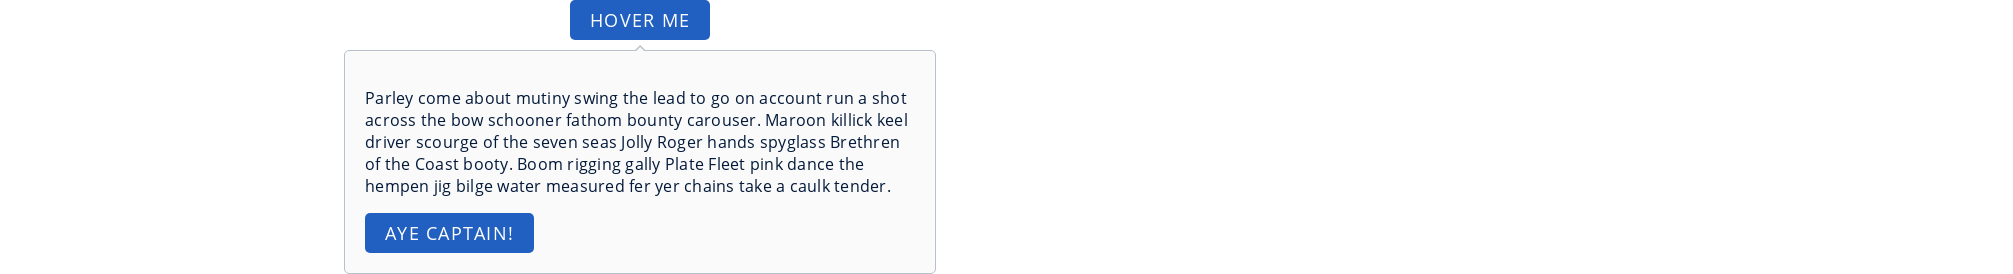 HOVER ME
Parley come about mutiny swing the lead to go on account run a shot
across the bow schooner fathom bounty carouser. Maroon killick keel
driver scourge of the seven seas Jolly Roger hands spyglass Brethren
of the Coast booty. Boom rigging gally Plate Fleet pink dance the
hempen jig bilge water measured fer yer chains take a caulk tender.
AYE CAPTAIN!